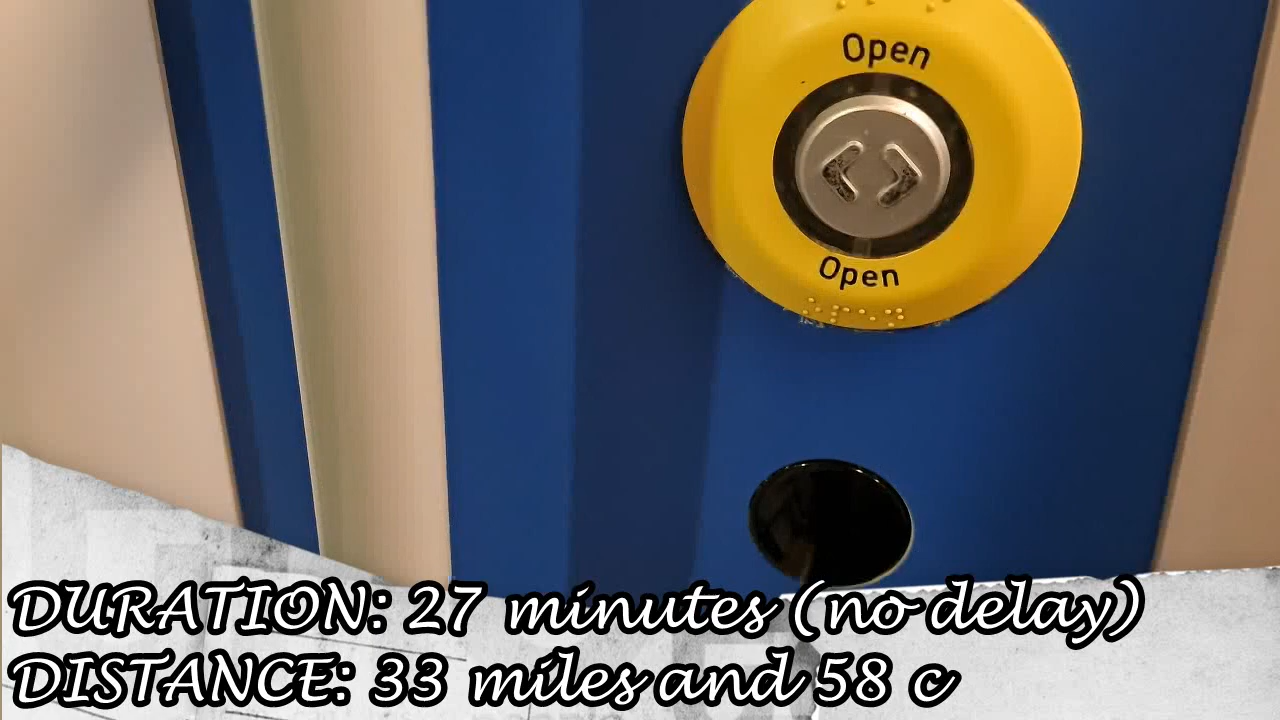 Open
Open
DURATION: 27 minutes (no delay)
DISTANCE: 33 miles and 58 c